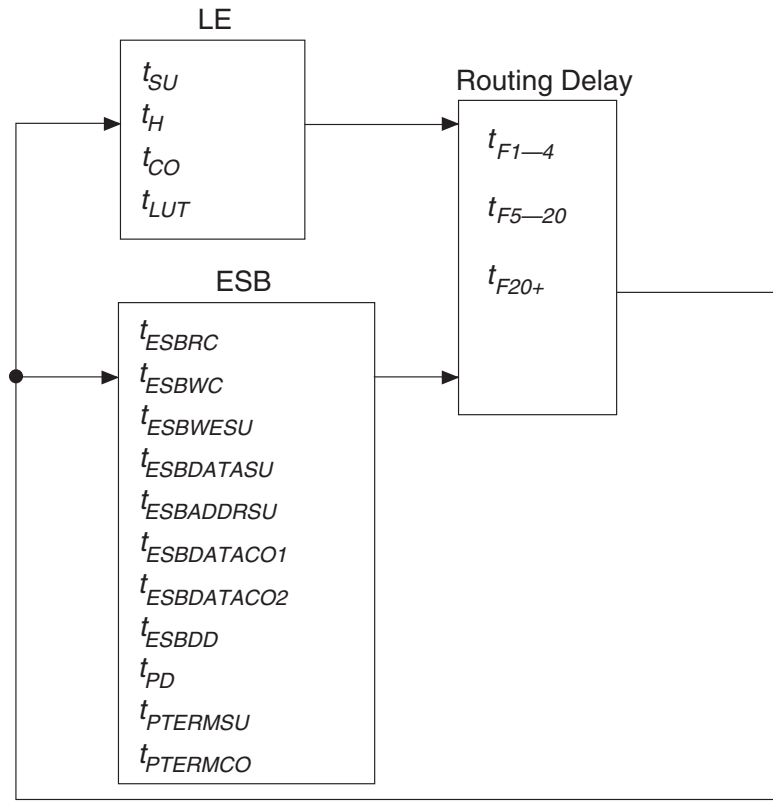 LE
tSU
tH
tCO
tLUT
Routing Delay
tF1—4
tF5—20
tF20+
ESB
tESBRC
tESBWC
tESBWESU
tESBDATASU
tESBADDRSU
tESBDATACO1
tESBDATACO2
tESBDD
tPD
tPTERMSU
tPTERMCO